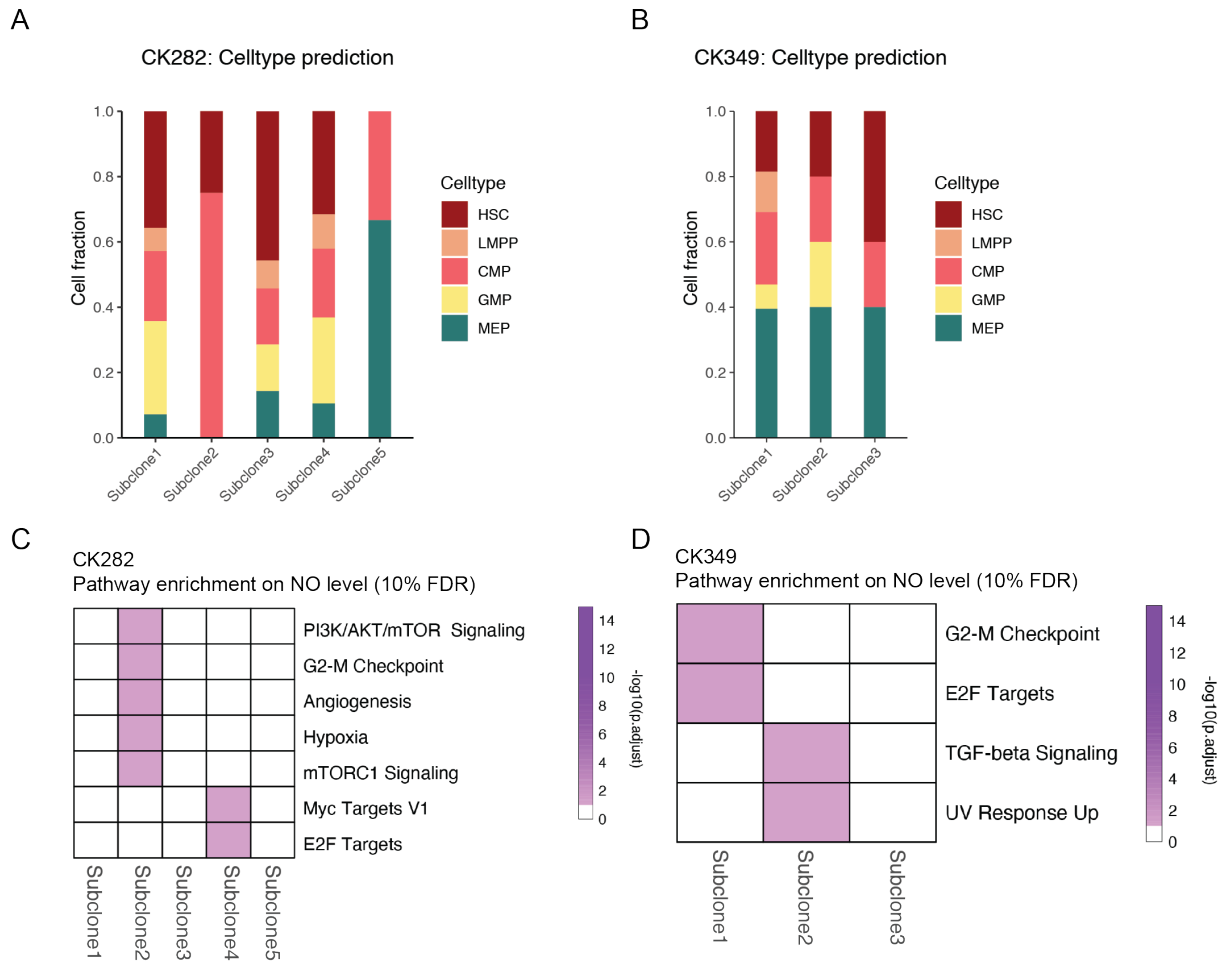 A
CK282: Celltype prediction
Cell fraction
1.0
0.8
0.6
0.4
0.2
0.0
Subclone1
Subclone2
Subclone3
Subclone4
Subclone5
Celltype
HSC
LMPP
CMP
GMP
MEP
B
CK349: Celltype prediction
Cell fraction
1.0
0.8
0.6
0.4
0.2
0.0
Subclone1
Subclone2
Subclone3
Celltype
HSC
LMPP
CMP
GMP
MEP
C
CK282
Pathway enrichment on NO level (10% FDR)
PI3K/AKT/mTOR Signaling
G2-M Checkpoint
Angiogenesis
Hypoxia
mTORC1 Signaling
Myc Targets V1
E2F Targets
Subclone1
Subclone2
Subclone3
Subclone4
Subclone5
14
12
10
8
6
4
2
0
-log10(p.adjust)
D
CK349
Pathway enrichment on NO level (10% FDR)
G2-M Checkpoint
E2F Targets
TGF-beta Signaling
UV Response Up
Subclone1
Subclone2
Subclone3
14
12
10
8
6
4
2
0
-log10(p.adjust)